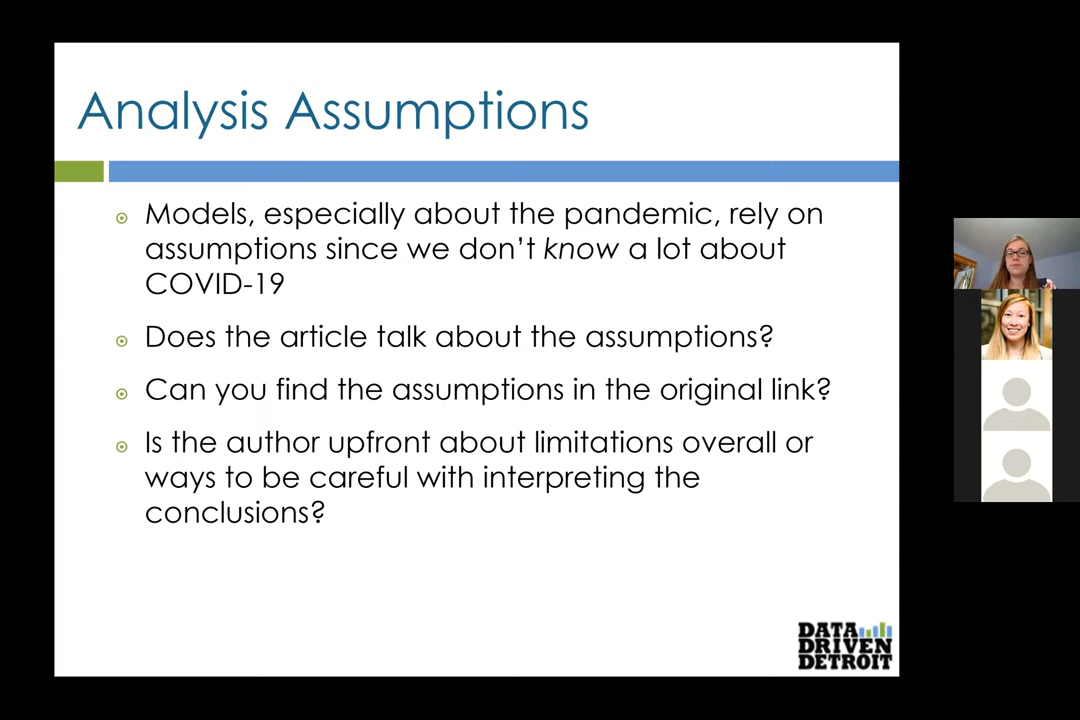 Analysis Assumptions
Models, especially about the pandemic, rely on
assumptions since we don't know a lot about
COVID-19
Does the article talk about the assumptions?
Can you find the assumptions in the original link?
Is the author upfront about limitations overall or
ways to be careful with interpreting the
conclusions?
DATA
DRIVEN
DETROIT